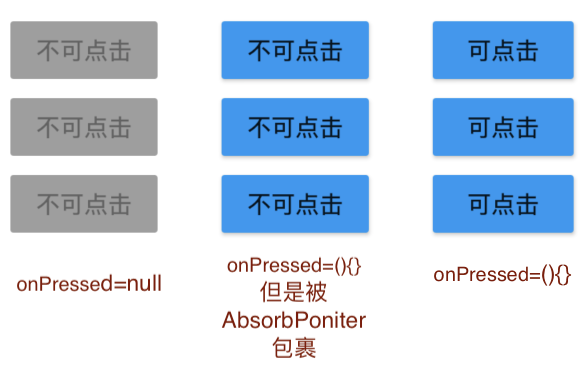 不可点击
不可点击
可点击
不可点击
不可点击
可点击
不可点击
不可点击
可点击
onPressed=null
onPressed=(){}
但是被
AbsorbPoniter
包裹
onPressed=(){}